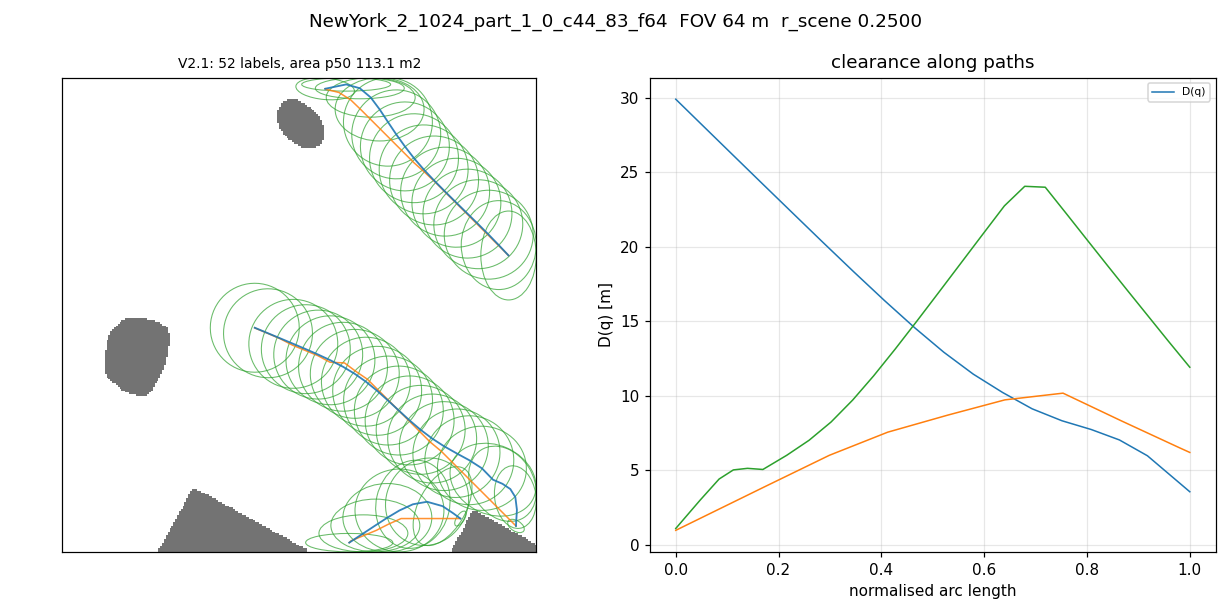 NewYork_2_1024_part_1_0_c44_83_f64  FOV 64 m  r_scene 0.2500
V2.1: 52 labels, area p50 113.1 m2
clearance along paths
D(q)
30
25
20
15
10
5
0
D(q) [m]
0.0 0.2 0.4 0.6 0.8 1.0
normalised arc length